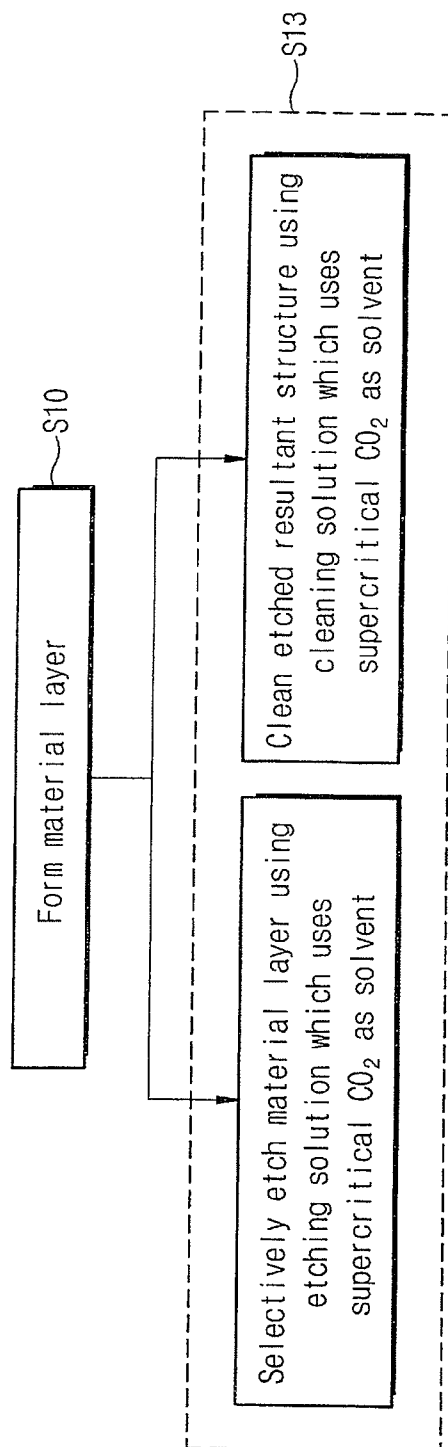 Form material layer
S10
Selectively etch material layer using
etching solution which uses
supercritical CO₂ as solvent
Clean etched resultant structure using
cleaning solution which uses
supercritical CO₂ as solvent
S13